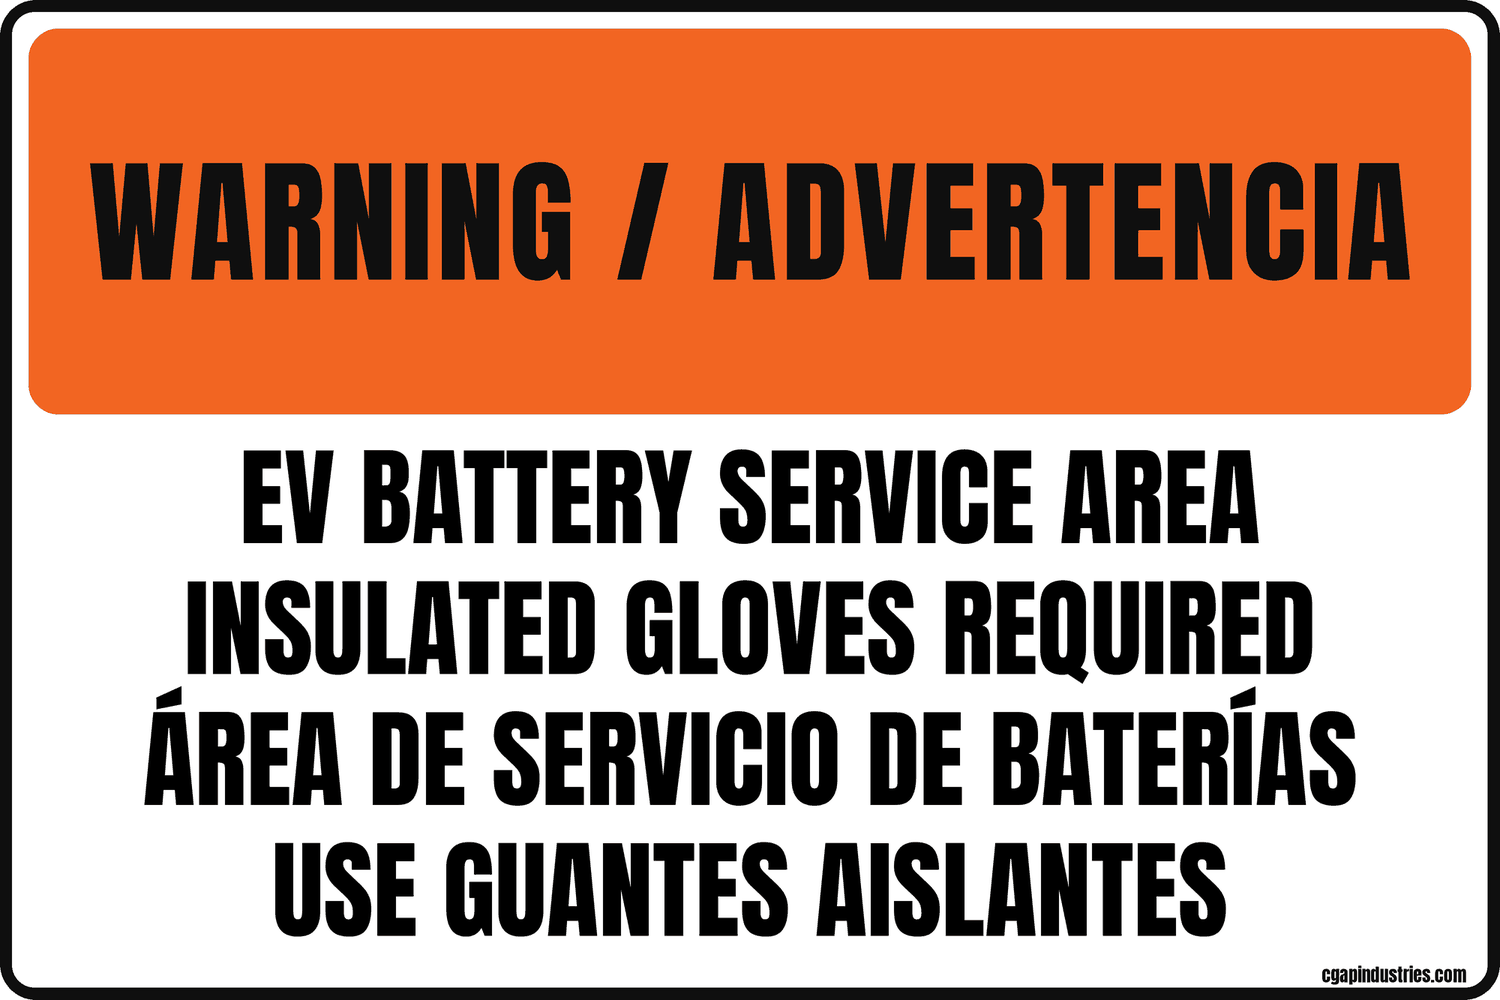 WARNING / ADVERTENCIA
EV BATTERY SERVICE AREA
INSULATED GLOVES REQUIRED
ÁREA DE SERVICIO DE BATERÍAS
USE GUANTES AISLANTES
cgapindustries.com